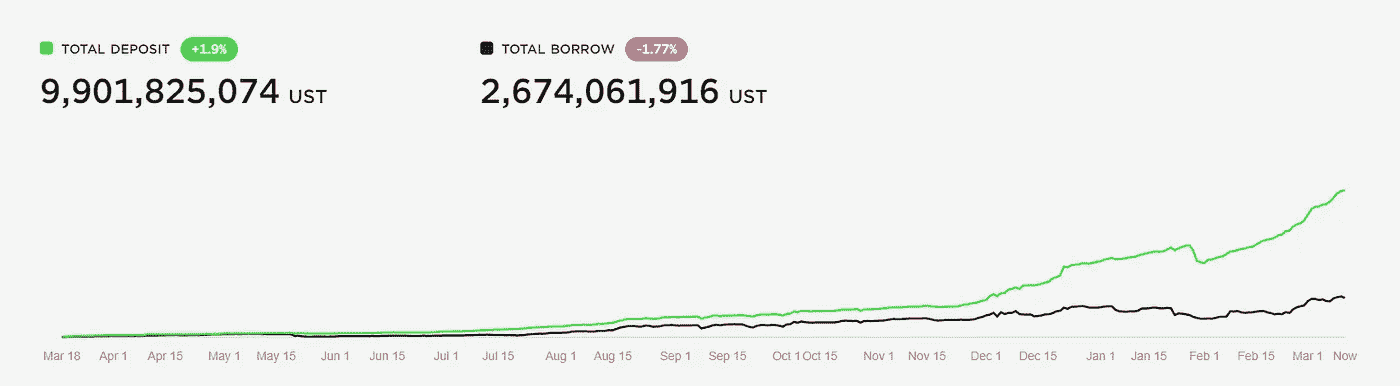 TOTAL DEPOSIT +1.9% TOTAL BORROW -1.77%
9,901,825,074 UST 2,674,061,916 UST
Mar 18 Apr 1 Apr 15 May 1 May 15 Jun 1 Jun 15 Jul 1 Jul 15 Aug 1 Aug 15 Sep 1 Sep 15 Oct 1 Oct 15 Nov 1 Nov 15 Dec 1 Dec 15 Jan 1 Jan 15 Feb 1 Feb 15 Mar 1 Now